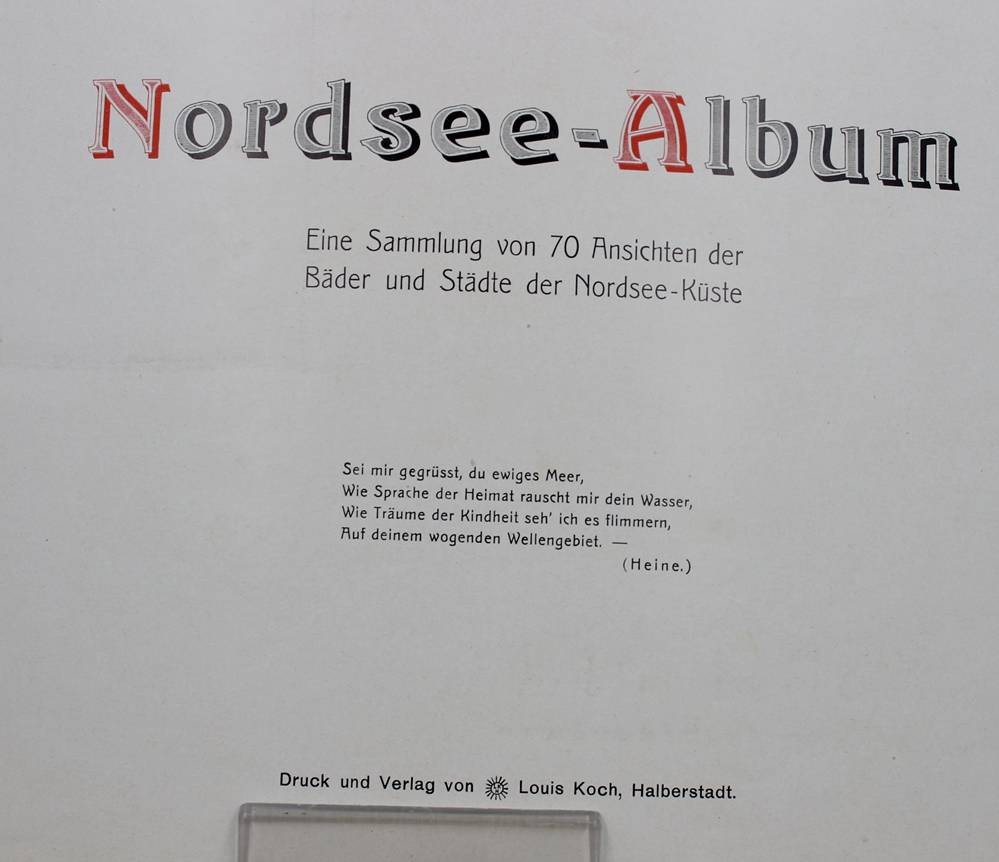 Nordsee-Album
Eine Sammlung von 70 Ansichten der
Bäder und Städte der Nordsee-Küste
Sei mir gegrüsst, du ewiges Meer,
Wie Sprache der Heimat rauscht mir dein Wasser,
Wie Träume der Kindheit seh' ich es flimmern,
Auf deinem wogenden Wellengebiet. —
(Heine.)
Druck und Verlag von Louis Koch, Halberstadt.